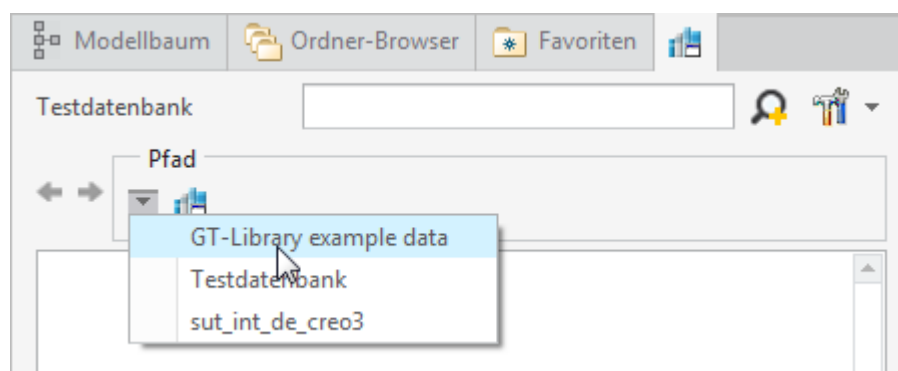 Modellbaum Ordner-Browser Favoriten
Testdatenbank
Pfad
GT-Library example data
Testdatenbank
sut_int_de_creo3